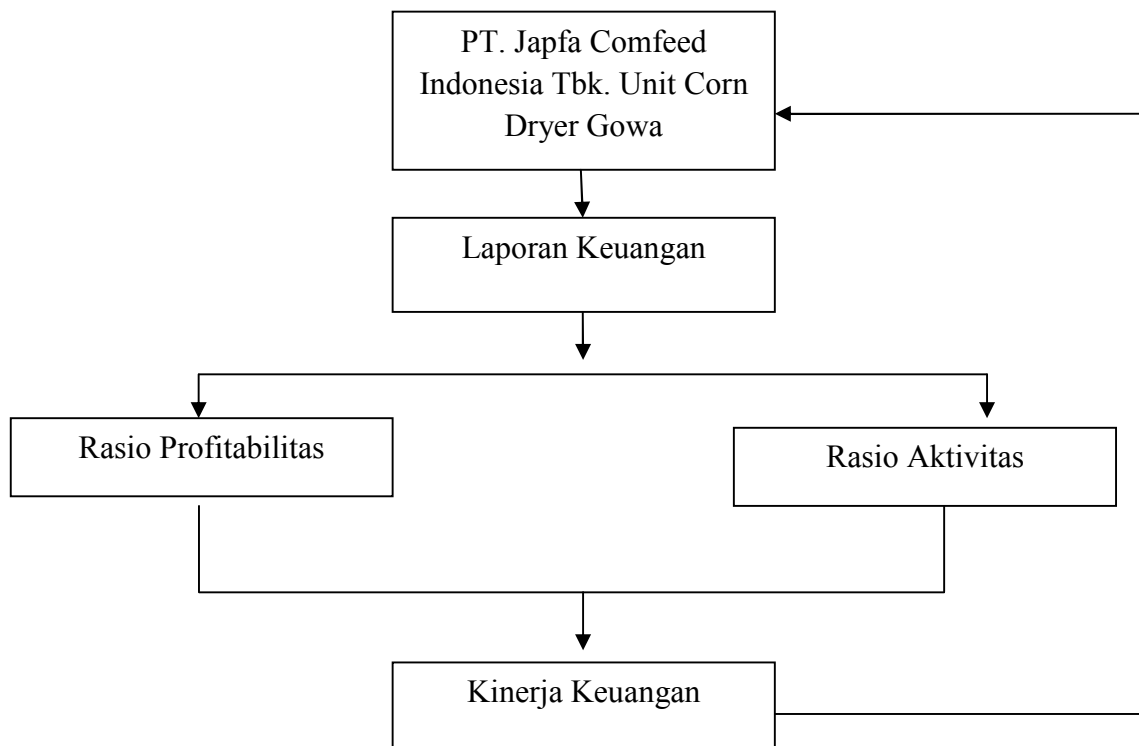 PT. Japfa Comfeed
Indonesia Tbk. Unit Corn
Dryer Gowa
Laporan Keuangan
Rasio Profitabilitas
Rasio Aktivitas
Kinerja Keuangan